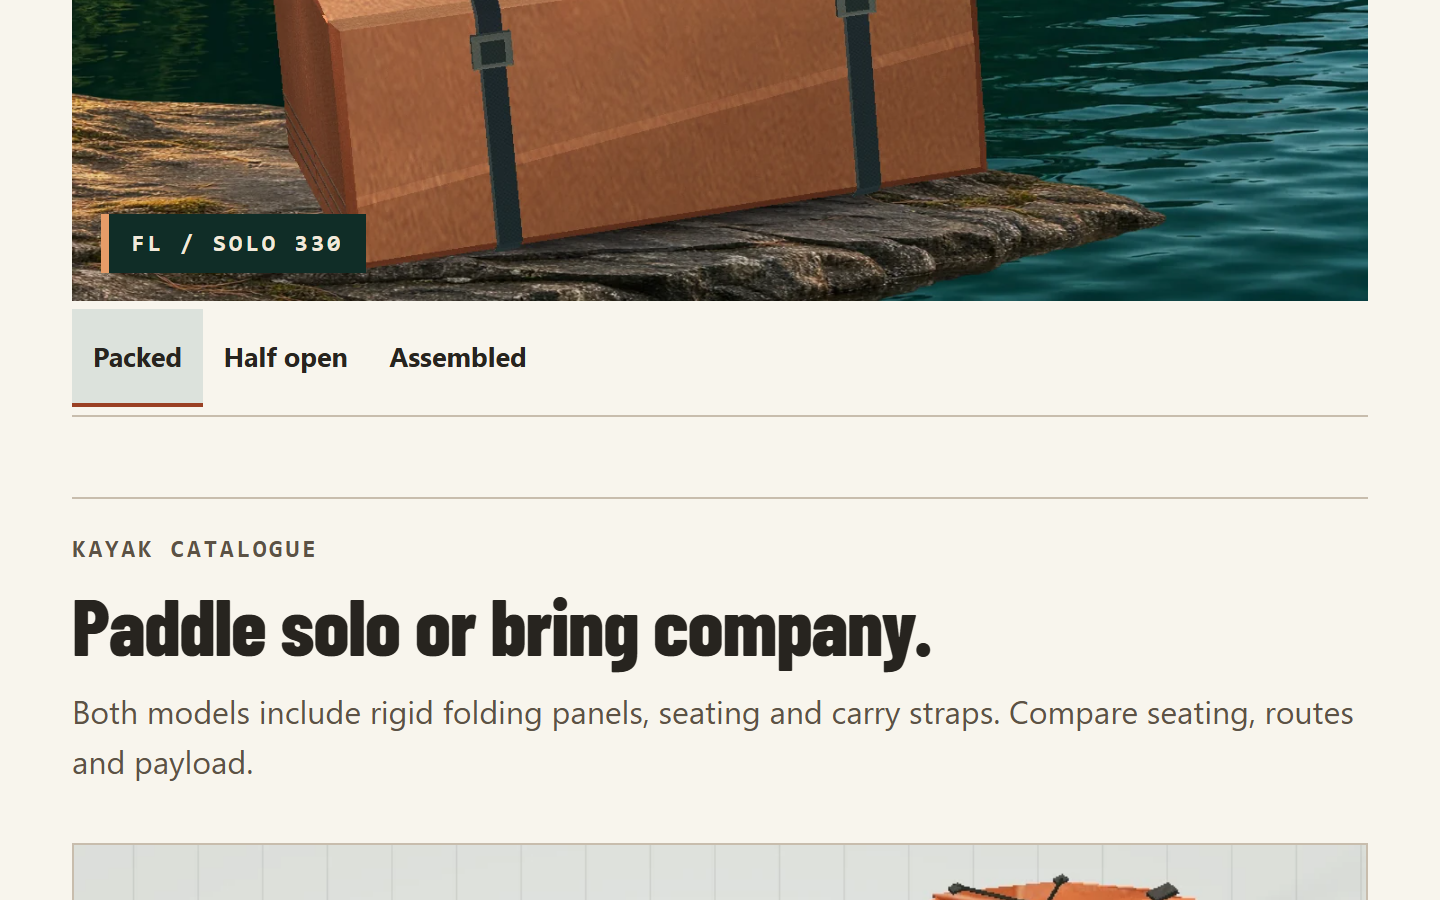 FL / SOLO 330
Packed
Half open
Assembled
KAYAK CATALOGUE
Paddle solo or bring company.
Both models include rigid folding panels, seating and carry straps. Compare seating, routes
and payload.